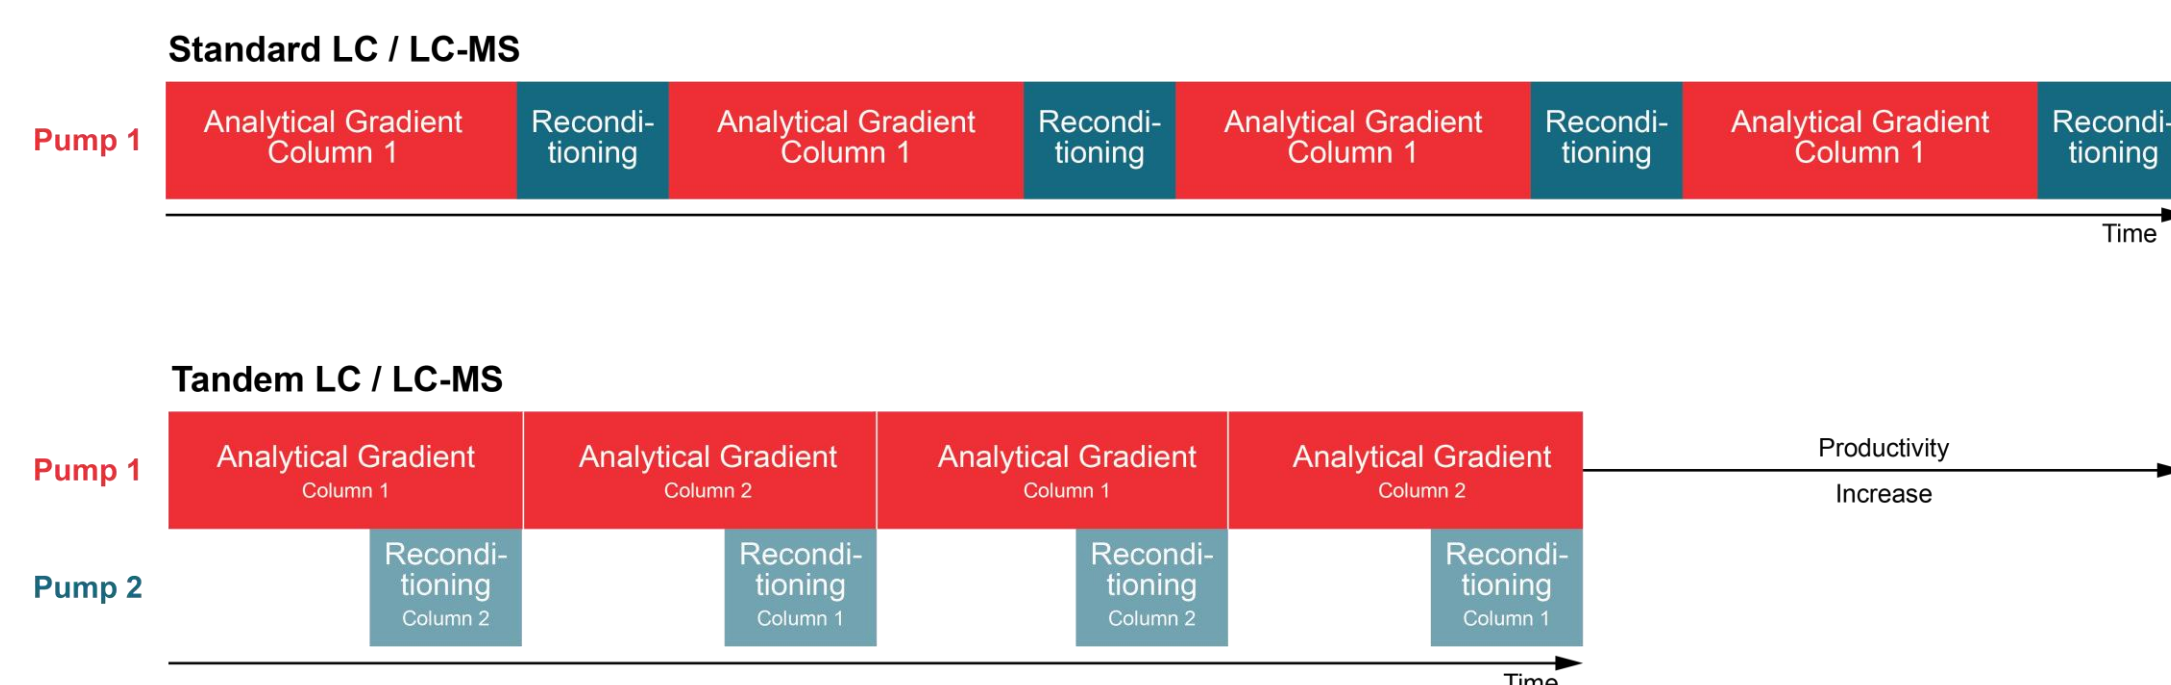 Standard LC / LC-MS
Pump 1
Analytical Gradient
Column 1
Recondi-
tioning
Analytical Gradient
Column 1
Recondi-
tioning
Analytical Gradient
Column 1
Recondi-
tioning
Analytical Gradient
Column 1
Recondi-
tioning
Time
Tandem LC / LC-MS
Pump 1
Analytical Gradient
Column 1
Analytical Gradient
Column 2
Analytical Gradient
Column 1
Analytical Gradient
Column 2
Productivity
Increase
Pump 2
Recondi-
tioning
Column 2
Recondi-
tioning
Column 1
Recondi-
tioning
Column 2
Recondi-
tioning
Column 1
Time